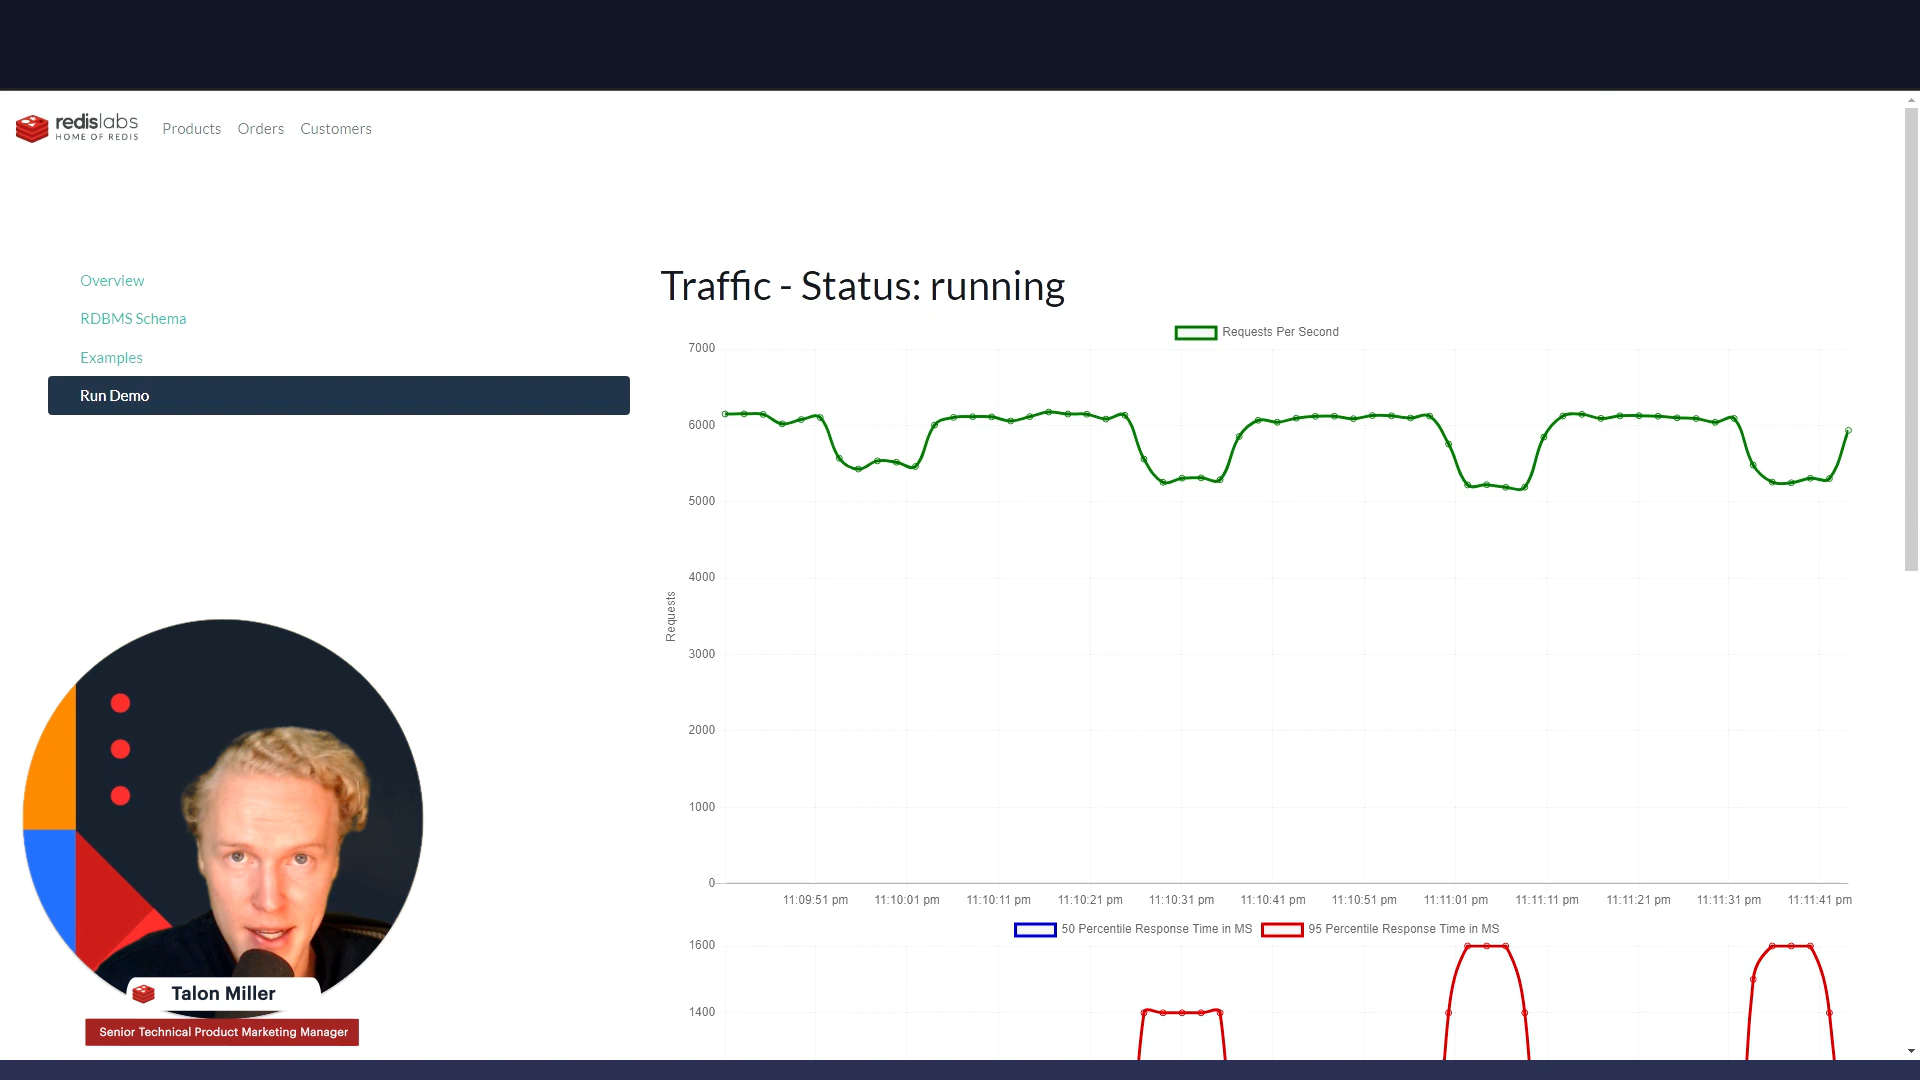 redislabs
HOME OF REDIS
Products Orders Customers
Overview
RDBMS Schema
Examples
Run Demo
Traffic - Status: running
Requests Per Second
7000
6000
5000
4000
3000
2000
1000
0
Requests
11:09:51 pm 11:10:01 pm 11:10:11 pm 11:10:21 pm 11:10:31 pm 11:10:41 pm 11:10:51 pm 11:11:01 pm 11:11:11 pm 11:11:21 pm 11:11:31 pm 11:11:41 pm
50 Percentile Response Time in MS 95 Percentile Response Time in MS
1600
1400
Talon Miller
Senior Technical Product Marketing Manager